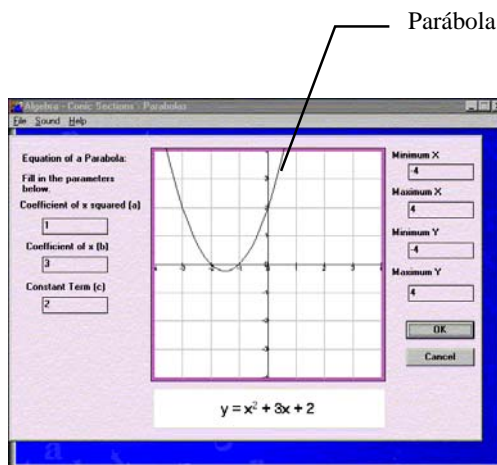 Parábola
Algebra - Conic Sections - Parabolas
File Sound Help
Equation of a Parabola:
Fill in the parameters
below.
Coefficient of x squared (a)
1
Coefficient of x (b)
3
Constant Term (c)
2
Minimum X
-4
Maximum X
4
Minimum Y
-4
Maximum Y
4
OK
Cancel
y = x² + 3x + 2